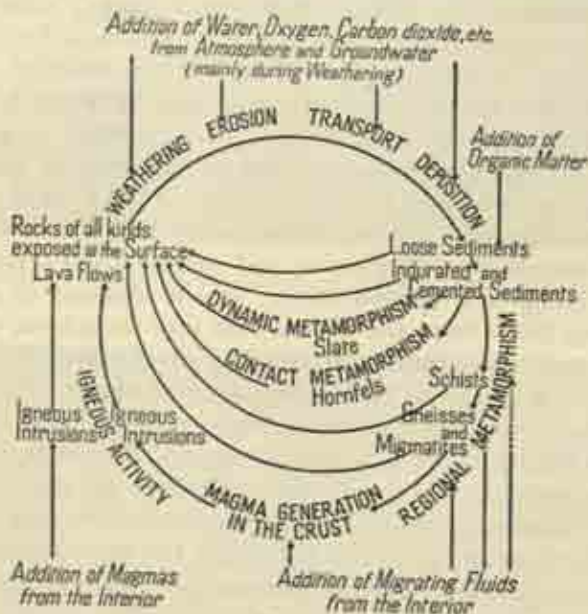 Addition of Water, Oxygen, Carbon dioxide, etc.
from Atmosphere and Groundwater
(mainly during Weathering)
WEATHERING EROSION TRANSPORT DEPOSITION
Addition of
Organic Matter
Rocks of all kinds
exposed at the Surface
Lava Flows
Loose Sediments
Indurated and
Cemented Sediments
DYNAMIC METAMORPHISM
Slate
CONTACT METAMORPHISM
Hornfels
Schists
Gneisses
and
Migmatites
REGIONAL METAMORPHISM
Igneous
Intrusions
Igneous
Intrusions
IGNEOUS ACTIVITY
MAGMA GENERATION
IN THE CRUST
Addition of Magmas
from the Interior
Addition of Migrating Fluids
from the Interior